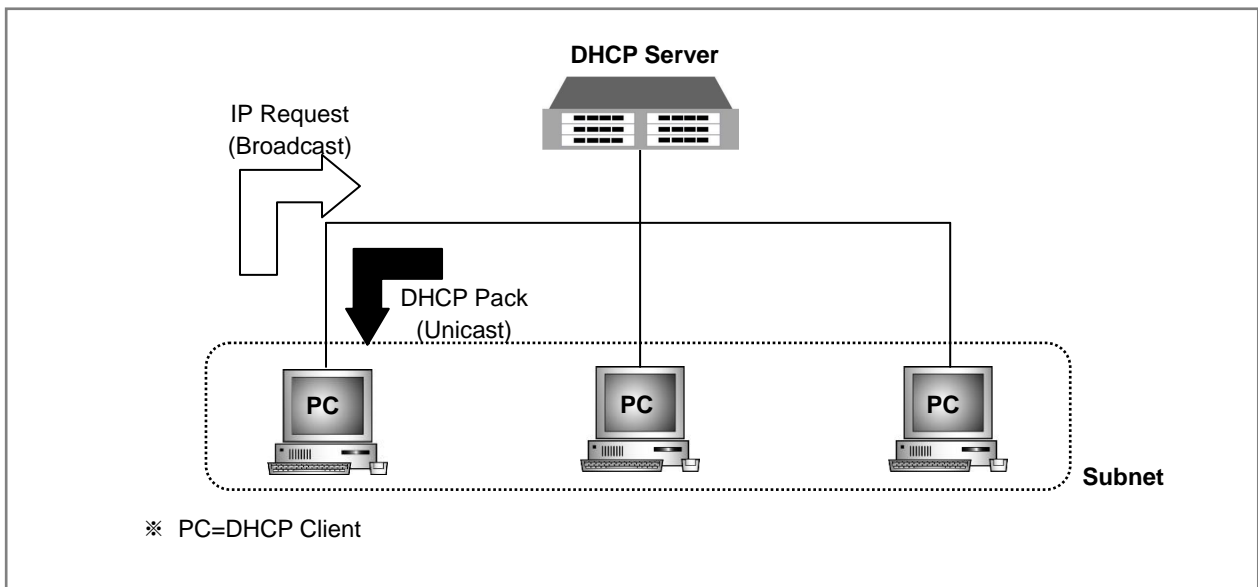 DHCP Server
IP Request
(Broadcast)
DHCP Pack
(Unicast)
PC
PC
PC
Subnet
※ PC=DHCP Client